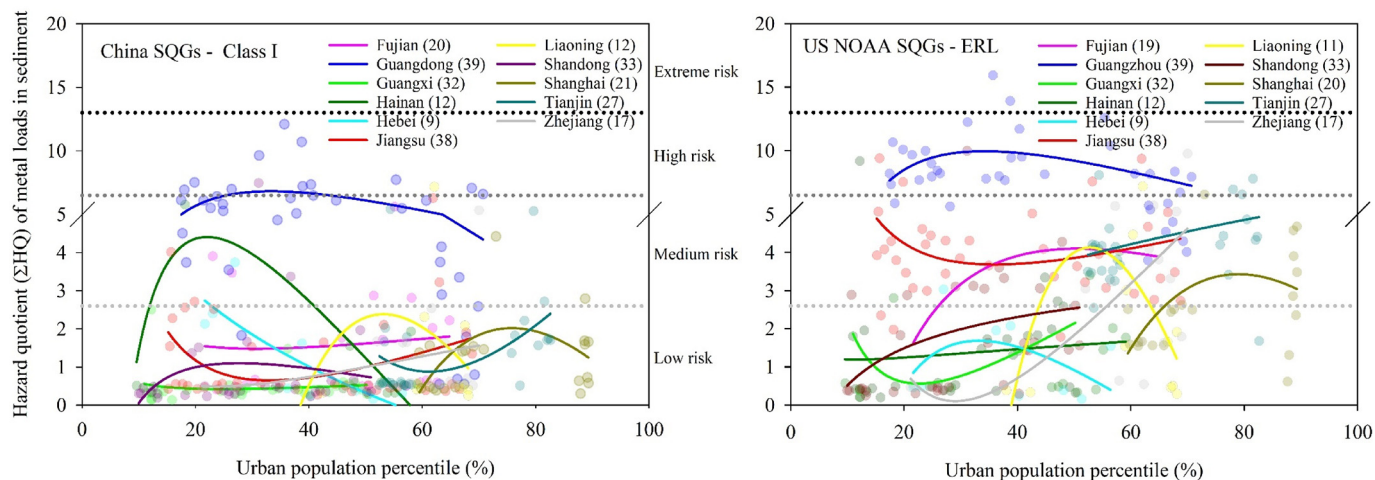 Hazard quotient (ΣHQ) of metal loads in sediment
20
15
10
5
4
3
2
1
0
China SQGs - Class I
Fujian (20)
Guangdong (39)
Guangxi (32)
Hainan (12)
Hebei (9)
Jiangsu (38)
Liaoning (12)
Shandong (33)
Shanghai (21)
Tianjin (27)
Zhejiang (17)
Extreme risk
High risk
Medium risk
Low risk
0 20 40 60 80 100
Urban population percentile (%)
20
15
10
5
4
3
2
1
0
US NOAA SQGs - ERL
Fujian (19)
Guangzhou (39)
Guangxi (32)
Hainan (12)
Hebei (9)
Jiangsu (38)
Liaoning (11)
Shandong (33)
Shanghai (20)
Tianjin (27)
Zhejiang (17)
0 20 40 60 80 100
Urban population percentile (%)